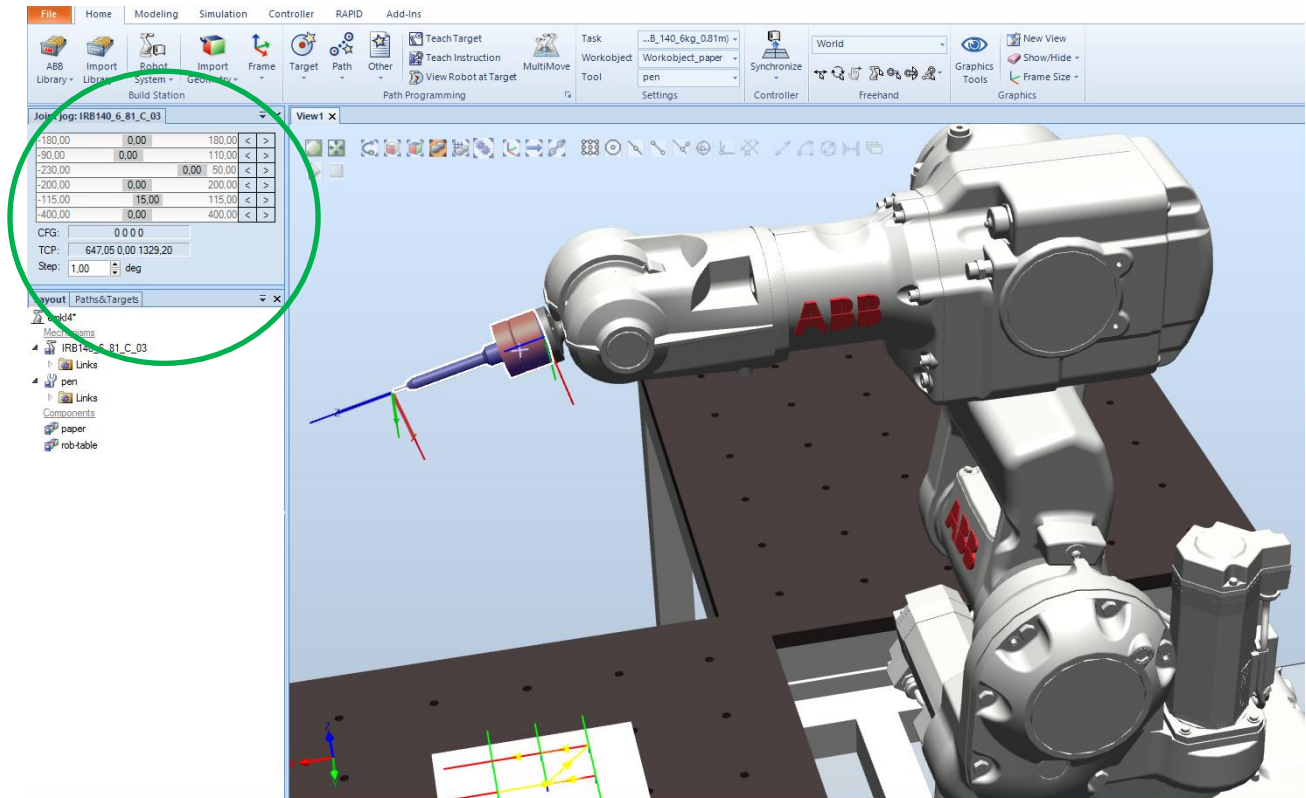 File Home Modeling Simulation Controller RAPID Add-Ins
ABB Library Import Library Robot System Import Geometry Frame
Build Station
Target Path Other Teach Target Teach Instruction View Robot at Target MultiMove
Path Programming
Task ...B_140_6kg_0.81m)
Workobject Workobject_paper
Tool pen
Settings
Synchronize
Controller
World
Freehand
Graphics Tools New View Show/Hide Frame Size
Graphics
Joint jog: IRB140_6_81_C_03
View1 X
-180,00 0,00 180,00 < >
-90,00 0,00 110,00 < >
-230,00 0,00 50,00 < >
-200,00 0,00 200,00 < >
-115,00 15,00 115,00 < >
-400,00 0,00 400,00 < >
CFG: 0 0 0 0
TCP: 647,05 0,00 1329,20
Step: 1,00 deg
Layout Paths&Targets
Mechanisms
IRB140_6_81_C_03
Links
pen
Links
Components
paper
rob-table
ABB
ABB
Z